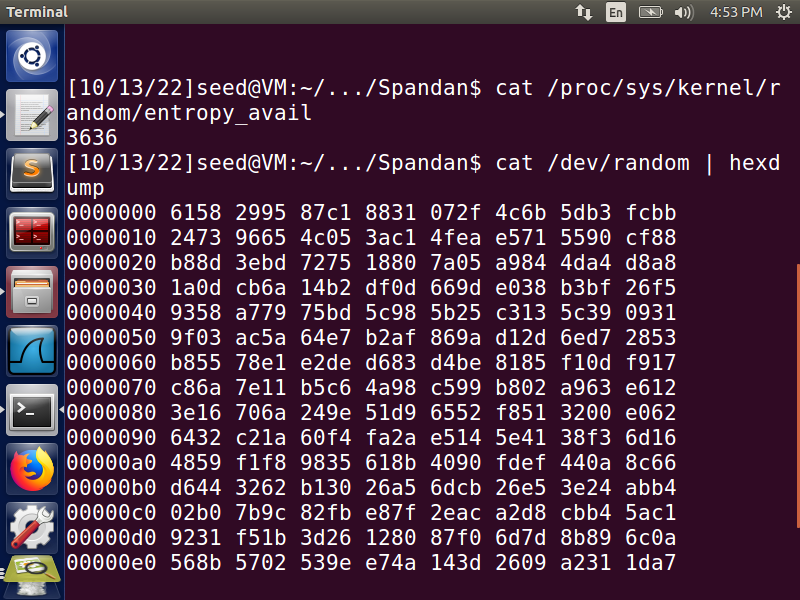 Terminal
En
4:53 PM
[10/13/22]seed@VM:~/.../Spandan$ cat /proc/sys/kernel/r
andom/entropy_avail
3636
[10/13/22]seed@VM:~/.../Spandan$ cat /dev/random | hexd
ump
0000000 6158 2995 87c1 8831 072f 4c6b 5db3 fcbb
0000010 2473 9665 4c05 3ac1 4fea e571 5590 cf88
0000020 b88d 3ebd 7275 1880 7a05 a984 4da4 d8a8
0000030 1a0d cb6a 14b2 df0d 669d e038 b3bf 26f5
0000040 9358 a779 75bd 5c98 5b25 c313 5c39 0931
0000050 9f03 ac5a 64e7 b2af 869a d12d 6ed7 2853
0000060 b855 78e1 e2de d683 d4be 8185 f10d f917
0000070 c86a 7e11 b5c6 4a98 c599 b802 a963 e612
0000080 3e16 706a 249e 51d9 6552 f851 3200 e062
0000090 6432 c21a 60f4 fa2a e514 5e41 38f3 6d16
00000a0 4859 f1f8 9835 618b 4090 fdef 440a 8c66
00000b0 d644 3262 b130 26a5 6dcb 26e5 3e24 abb4
00000c0 02b0 7b9c 82fb e87f 2eac a2d8 cbb4 5ac1
00000d0 9231 f51b 3d26 1280 87f0 6d7d 8b89 6c0a
00000e0 568b 5702 539e e74a 143d 2609 a231 1da7